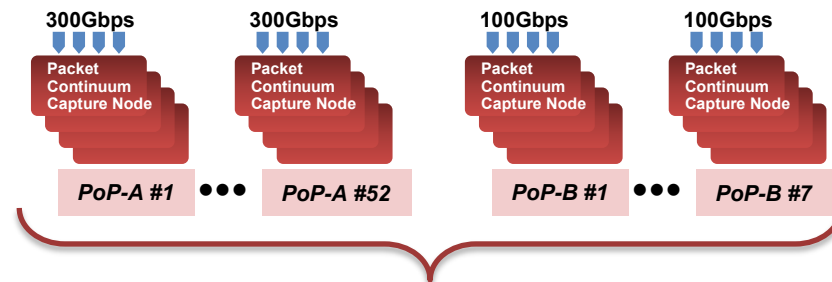 300Gbps
300Gbps
100Gbps
100Gbps
Packet
Continuum
Capture Node
Packet
Continuum
Capture Node
Packet
Continuum
Capture Node
Packet
Continuum
Capture Node
PoP-A #1
PoP-A #52
PoP-B #1
PoP-B #7